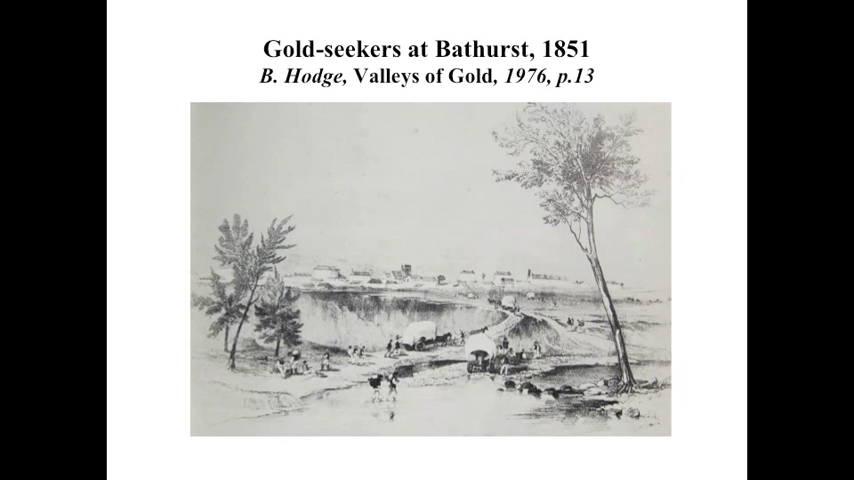 Gold-seekers at Bathurst, 1851
B. Hodge, Valleys of Gold, 1976, p.13